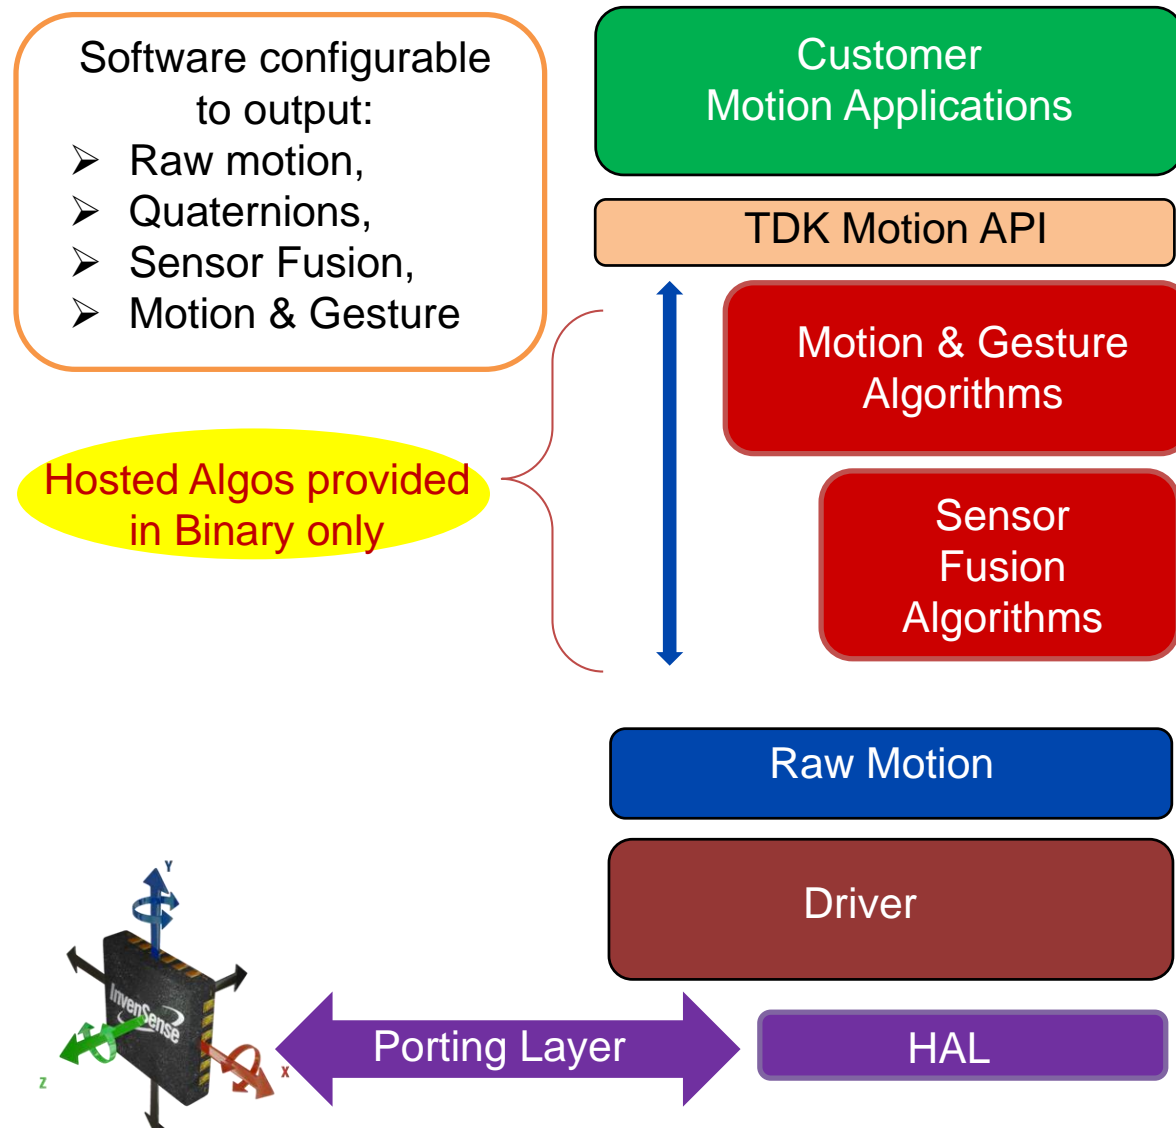 Software configurable
to output:
➢ Raw motion,
➢ Quaternions,
➢ Sensor Fusion,
➢ Motion & Gesture
Customer
Motion Applications
TDK Motion API
Motion & Gesture
Algorithms
Hosted Algos provided
in Binary only
Sensor
Fusion
Algorithms
Raw Motion
Driver
Y
InvenSense
Z
X
Porting Layer
HAL